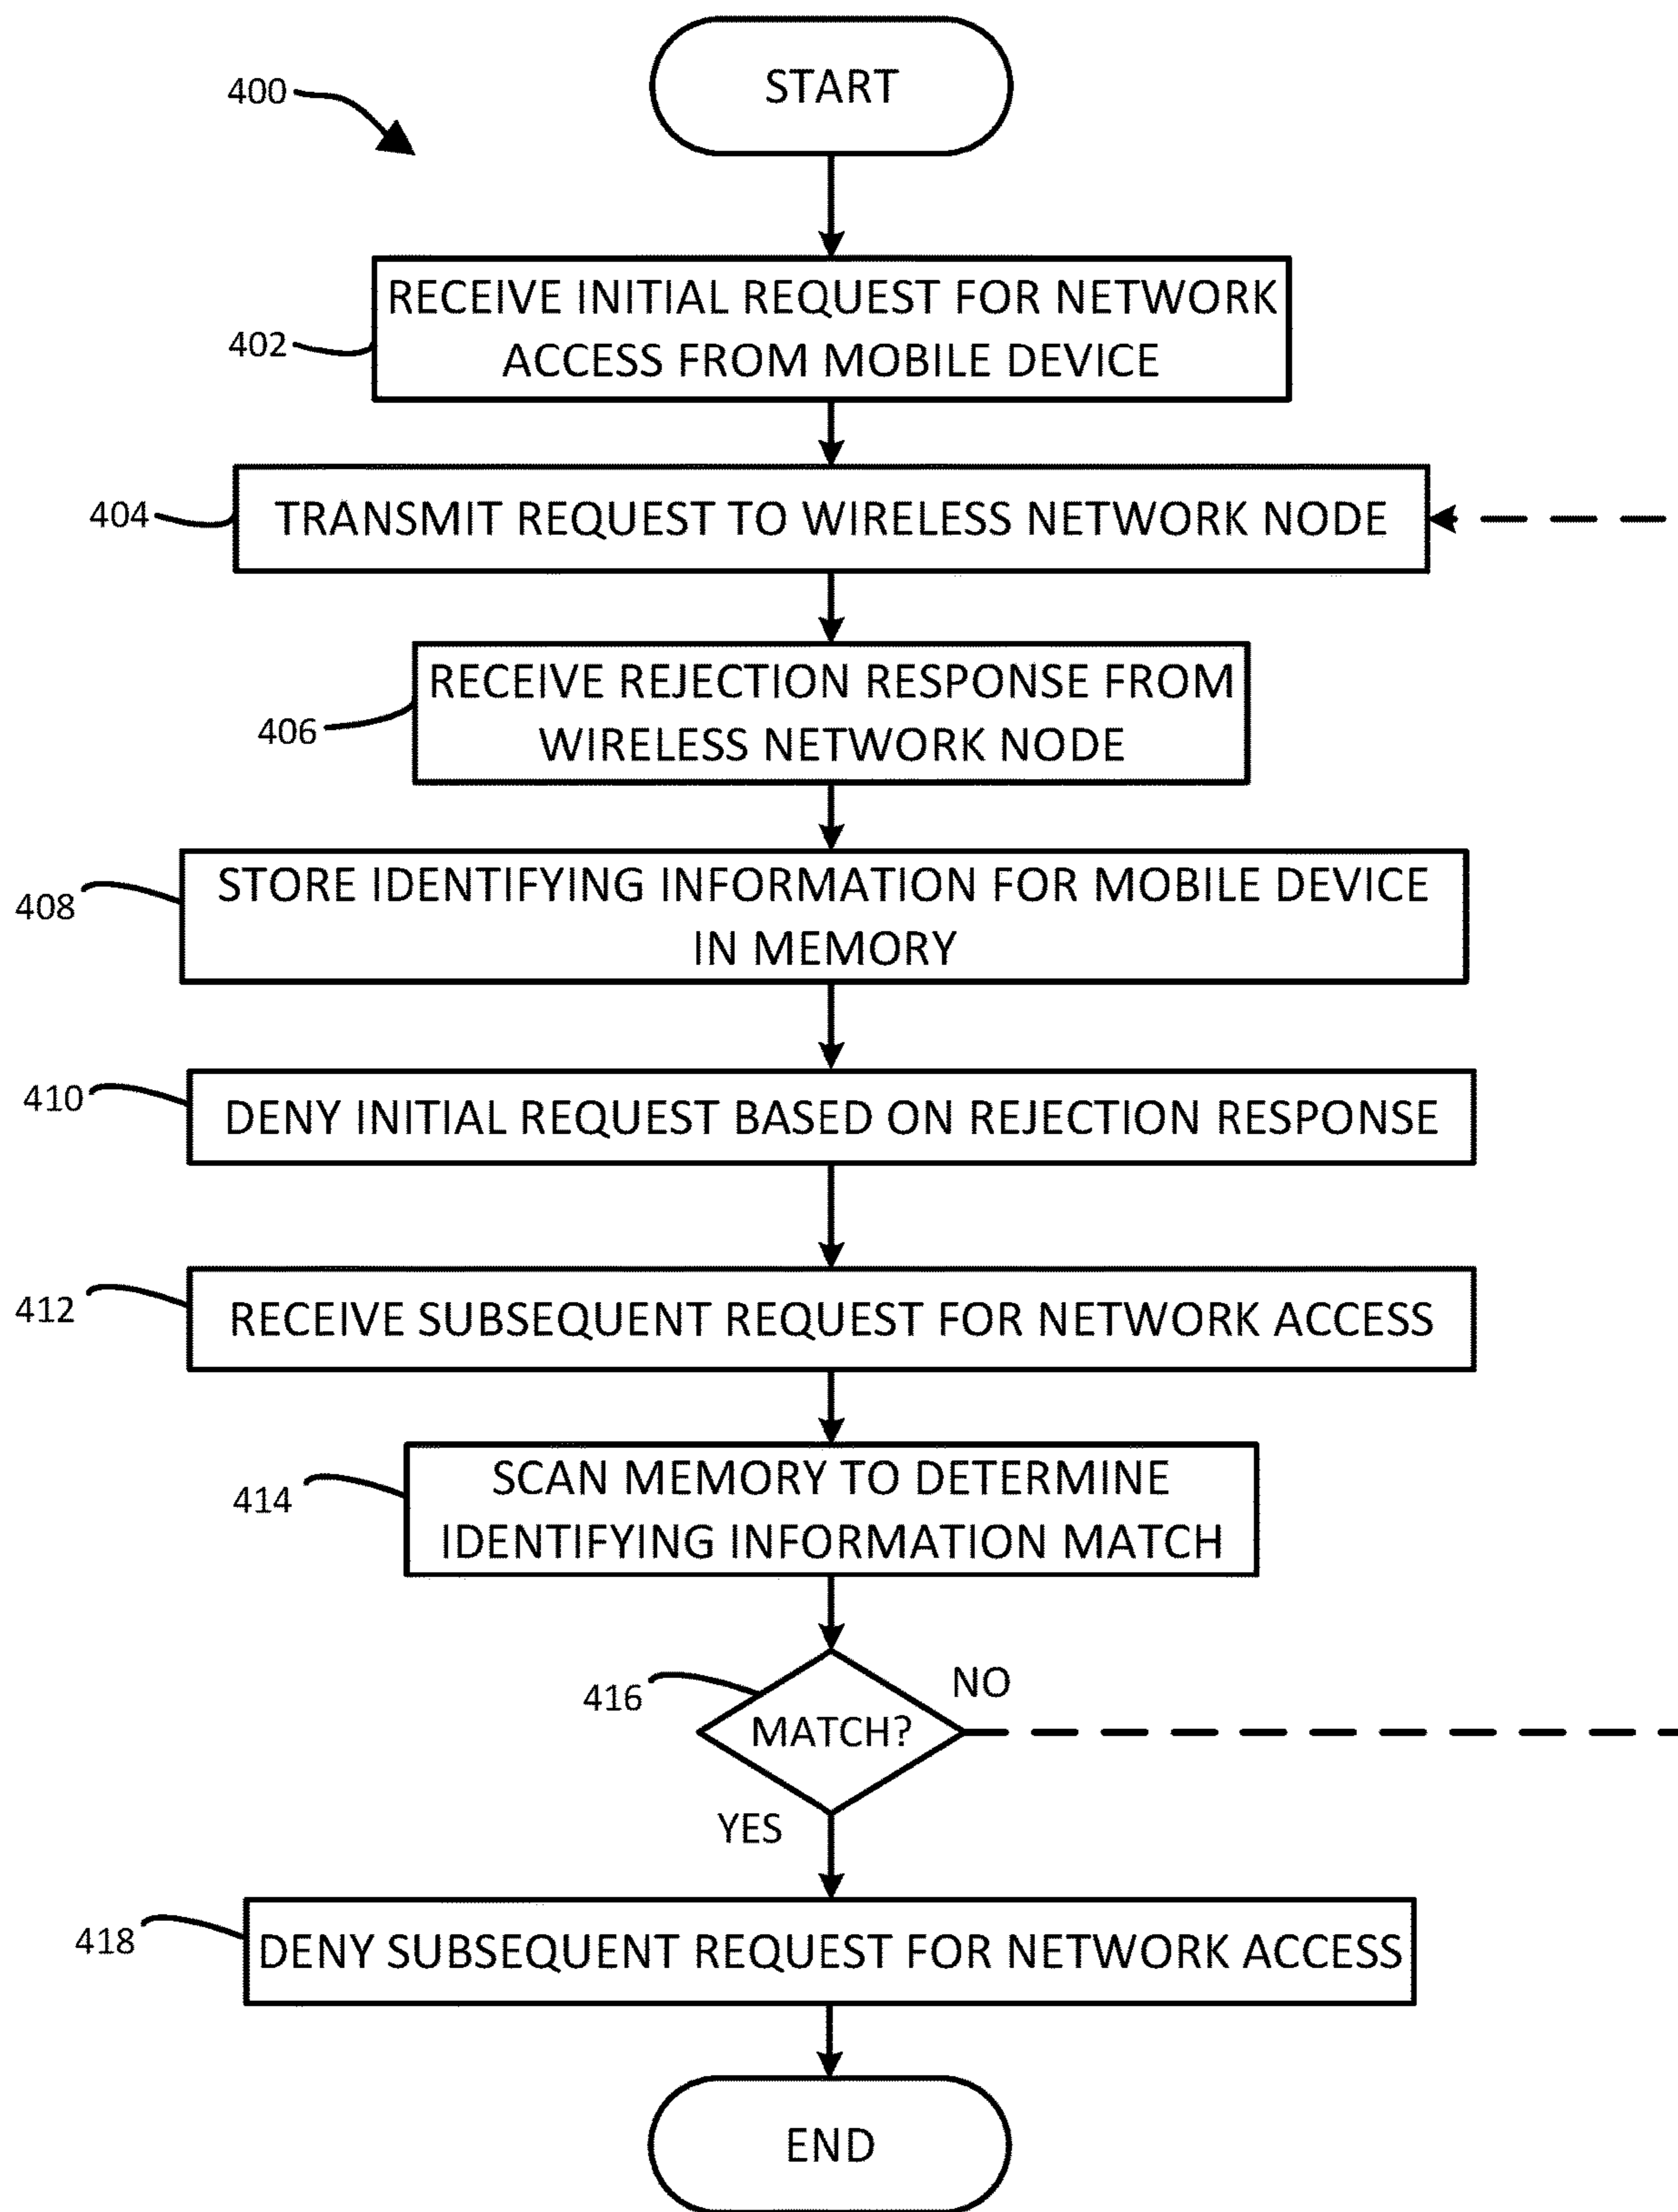 START
400
RECEIVE INITIAL REQUEST FOR NETWORK
ACCESS FROM MOBILE DEVICE
402
TRANSMIT REQUEST TO WIRELESS NETWORK NODE
404
RECEIVE REJECTION RESPONSE FROM
WIRELESS NETWORK NODE
406
STORE IDENTIFYING INFORMATION FOR MOBILE DEVICE
IN MEMORY
408
DENY INITIAL REQUEST BASED ON REJECTION RESPONSE
410
RECEIVE SUBSEQUENT REQUEST FOR NETWORK ACCESS
412
SCAN MEMORY TO DETERMINE
IDENTIFYING INFORMATION MATCH
414
NO
416
MATCH?
YES
DENY SUBSEQUENT REQUEST FOR NETWORK ACCESS
418
END